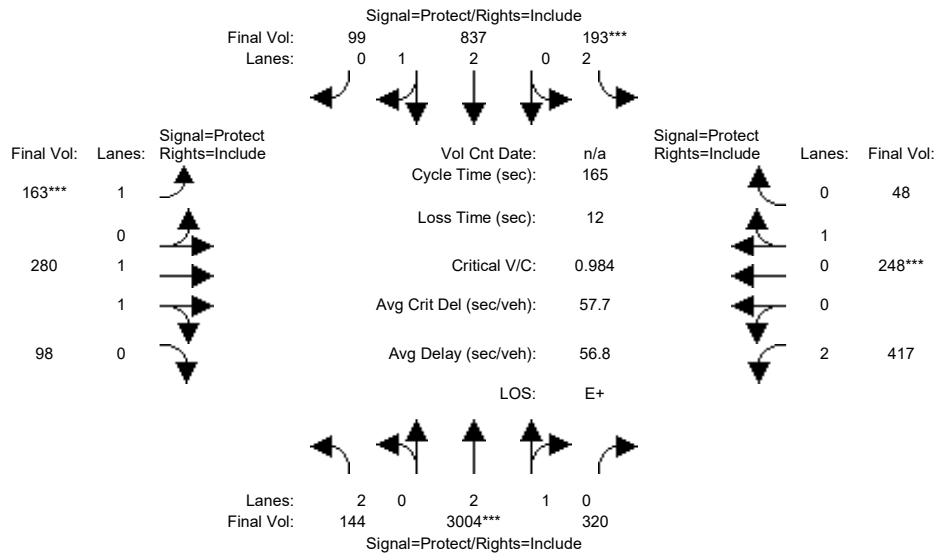 Signal=Protect/Rights=Include
Final Vol: 99 837 193***
Lanes: 0 1 2 0 2
Signal=Protect
Final Vol: Lanes: Rights=Include
Vol Cnt Date: n/a
Signal=Protect
Rights=Include Lanes: Final Vol:
Cycle Time (sec): 165
163*** 1
0 48
Loss Time (sec): 12
0
1
280 1
Critical V/C: 0.984
0 248***
1
Avg Crit Del (sec/veh): 57.7
0
98 0
Avg Delay (sec/veh): 56.8
2 417
LOS: E+
Lanes: 2 0 2 1 0
Final Vol: 144 3004*** 320
Signal=Protect/Rights=Include